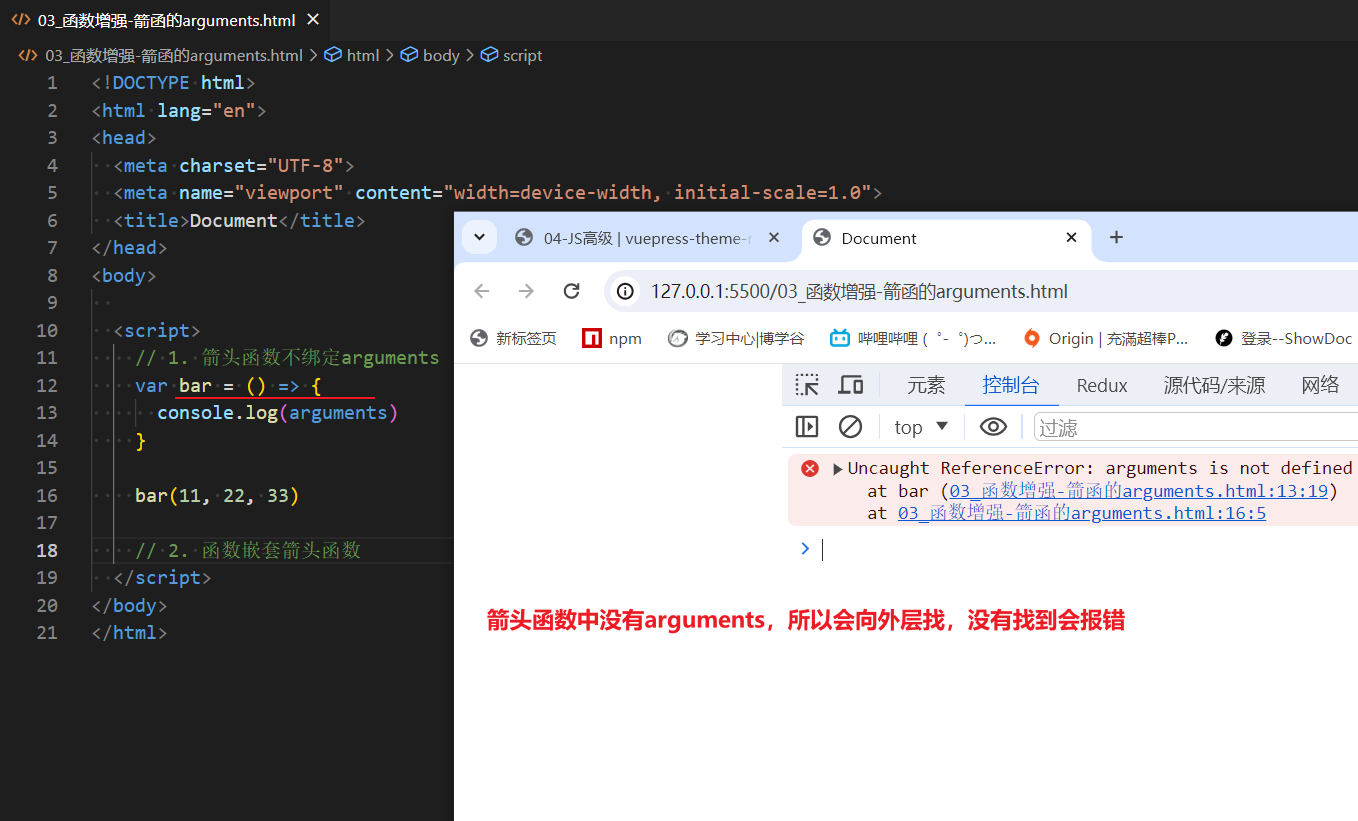 03_函数增强-箭函的arguments.html
03_函数增强-箭函的arguments.html > html > body > script
1 <!DOCTYPE html>
2 <html lang="en">
3 <head>
4 <meta charset="UTF-8">
5 <meta name="viewport" content="width=device-width, initial-scale=1.0">
6 <title>Document</title>
7 </head>
8 <body>
9
10 <script>
11 // 1. 箭头函数不绑定arguments
12 var bar = () => {
13 console.log(arguments)
14 }
15
16 bar(11, 22, 33)
17
18 // 2. 函数嵌套箭头函数
19 </script>
20 </body>
21 </html>
04-JS高级 | vuepress-theme-
Document
127.0.0.1:5500/03_函数增强-箭函的arguments.html
新标签页 npm 学习中心|博学谷 哔哩哔哩 ( ゜- ゜)つ... Origin | 充满超棒P... 登录--ShowDoc
元素 控制台 Redux 源代码/来源 网络
top 过滤
Uncaught ReferenceError: arguments is not defined
at bar (03_函数增强-箭函的arguments.html:13:19)
at 03_函数增强-箭函的arguments.html:16:5
箭头函数中没有arguments，所以会向外层找，没有找到会报错